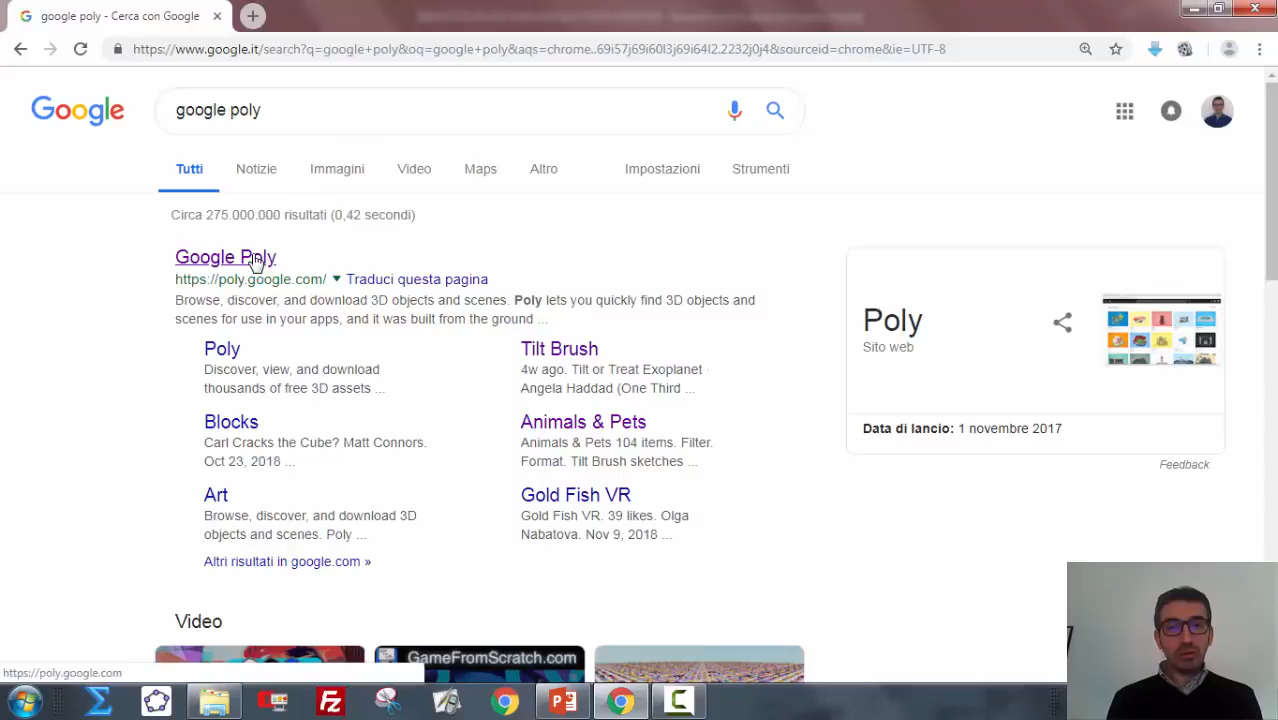 google poly - Cerca con Google
https://www.google.it/search?q=google+poly&oq=google+poly&aqs=chrome..69i57j69i60l3j69i64l2.2232j0j4&sourceid=chrome&ie=UTF-8
Google
google poly
Tutti
Notizie
Immagini
Video
Maps
Altro
Impostazioni
Strumenti
Circa 275.000.000 risultati (0,42 secondi)
Google Poly
https://poly.google.com/ Traduci questa pagina
Browse, discover, and download 3D objects and scenes. Poly lets you quickly find 3D objects and
scenes for use in your apps, and it was built from the ground ...
Poly
Discover, view, and download
thousands of free 3D assets ...
Tilt Brush
4w ago. Tilt or Treat Exoplanet ·
Angela Haddad (One Third ...
Blocks
Carl Cracks the Cube? Matt Connors.
Oct 23, 2018 ...
Animals & Pets
Animals & Pets 104 items. Filter.
Format. Tilt Brush sketches ...
Art
Browse, discover, and download 3D
objects and scenes. Poly ...
Gold Fish VR
Gold Fish VR. 39 likes. Olga
Nabatova. Nov 9, 2018 ...
Altri risultati in google.com »
Poly
Sito web
Data di lancio: 1 novembre 2017
Feedback
Video
GameFromScratch.com
https://poly.google.com